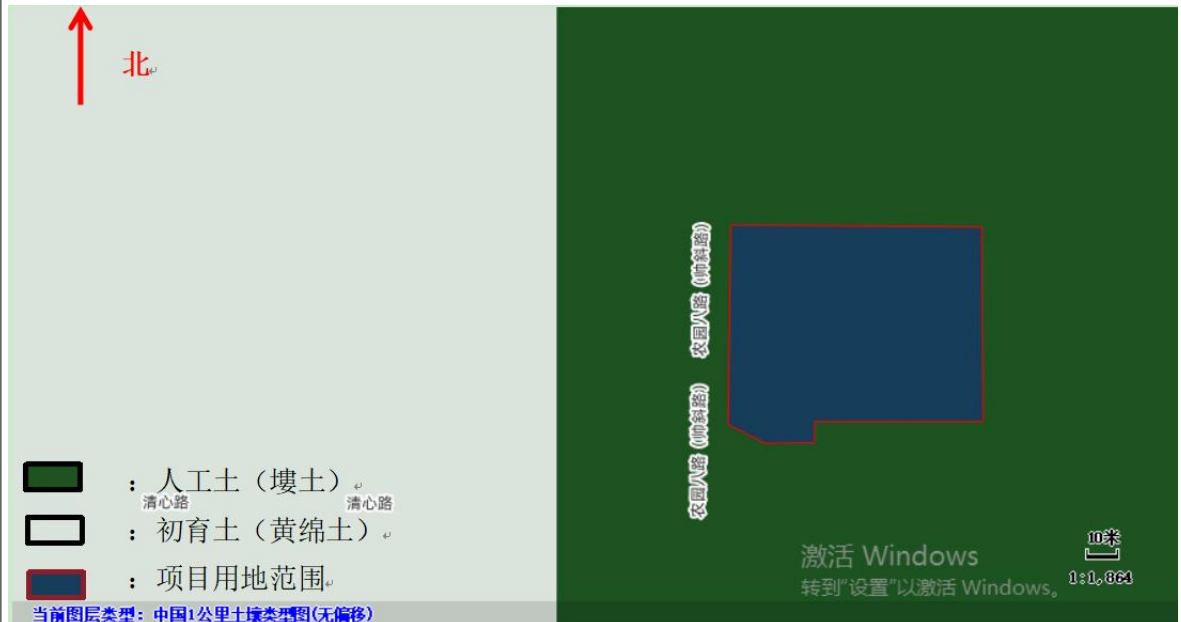 北
农园八路（帅斜路）
农园八路（帅斜路）
：人工土（塿土）
清心路
清心路
：初育土（黄绵土）
：项目用地范围
10米
1:1,864
激活 Windows
转到"设置"以激活 Windows。
当前图层类型：中国1公里土壤类型图(无偏移)